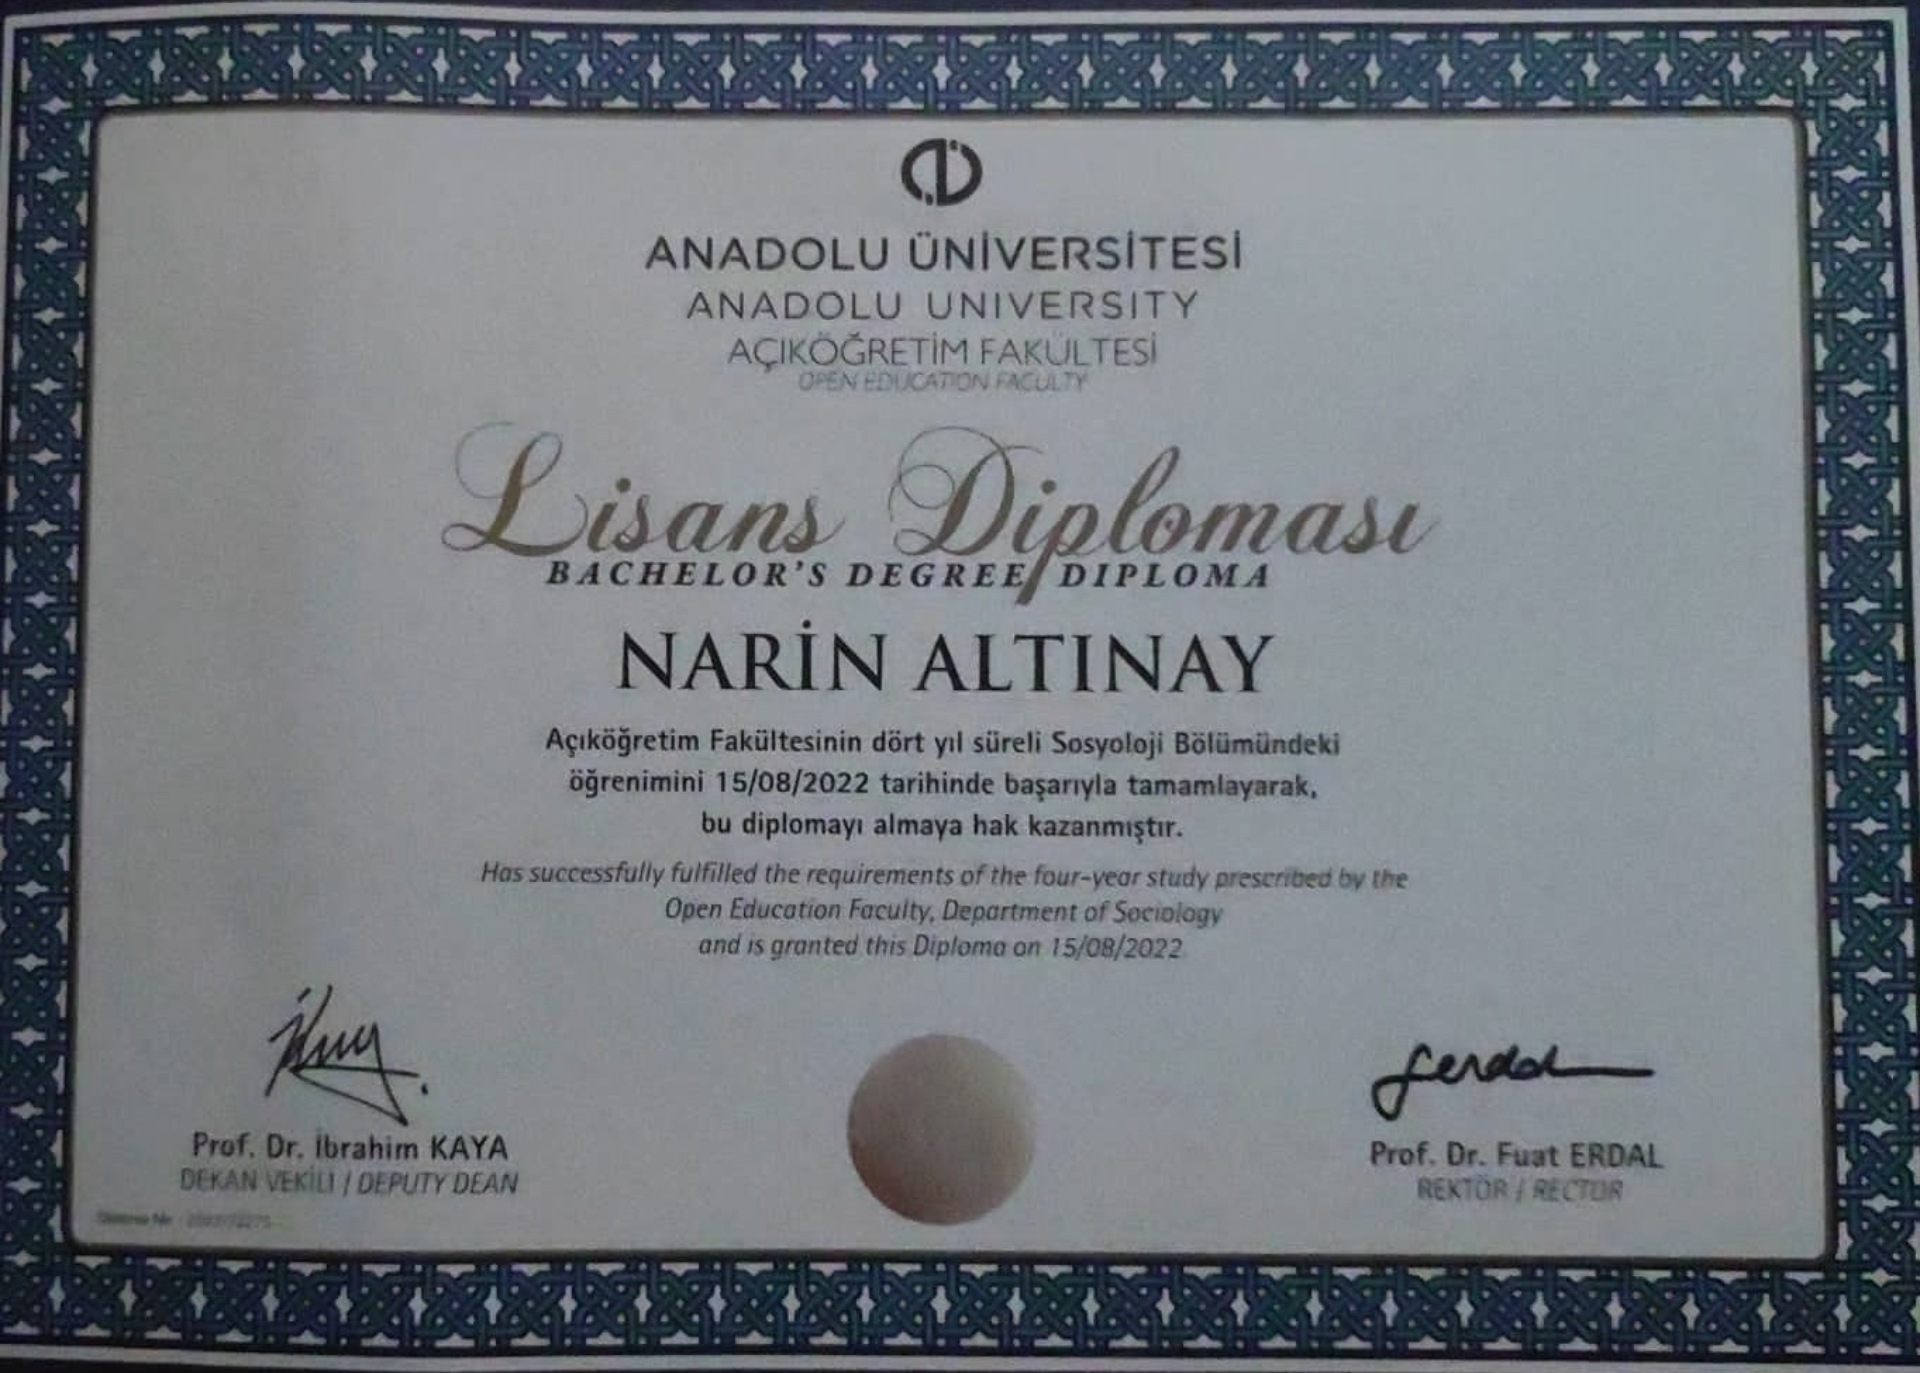 ANADOLU ÜNİVERSİTESİ
ANADOLU UNIVERSITY
AÇIKÖĞRETİM FAKÜLTESİ
OPEN EDUCATION FACULTY
Lisans Diploması
BACHELOR'S DEGREE DIPLOMA
NARİN ALTINAY
Açıköğretim Fakültesinin dört yıl süreli Sosyoloji Bölümündeki
öğrenimini 15/08/2022 tarihinde başarıyla tamamlayarak,
bu diplomayı almaya hak kazanmıştır.
Has successfully fulfilled the requirements of the four-year study prescribed by the
Open Education Faculty, Department of Sociology
and is granted this Diploma on 15/08/2022
Prof. Dr. İbrahim KAYA
DEKAN VEKİLİ / DEPUTY DEAN
Prof. Dr. Fuat ERDAL
REKTÖR / RECTOR